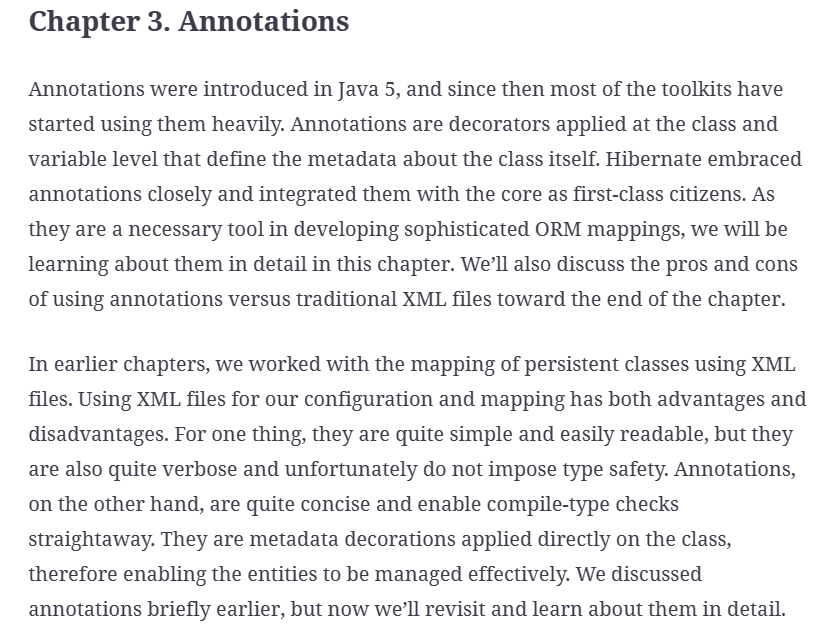 Chapter 3. Annotations
Annotations were introduced in Java 5, and since then most of the toolkits have
started using them heavily. Annotations are decorators applied at the class and
variable level that define the metadata about the class itself. Hibernate embraced
annotations closely and integrated them with the core as first-class citizens. As
they are a necessary tool in developing sophisticated ORM mappings, we will be
learning about them in detail in this chapter. We’ll also discuss the pros and cons
of using annotations versus traditional XML files toward the end of the chapter.
In earlier chapters, we worked with the mapping of persistent classes using XML
files. Using XML files for our configuration and mapping has both advantages and
disadvantages. For one thing, they are quite simple and easily readable, but they
are also quite verbose and unfortunately do not impose type safety. Annotations,
on the other hand, are quite concise and enable compile-type checks
straightaway. They are metadata decorations applied directly on the class,
therefore enabling the entities to be managed effectively. We discussed
annotations briefly earlier, but now we’ll revisit and learn about them in detail.